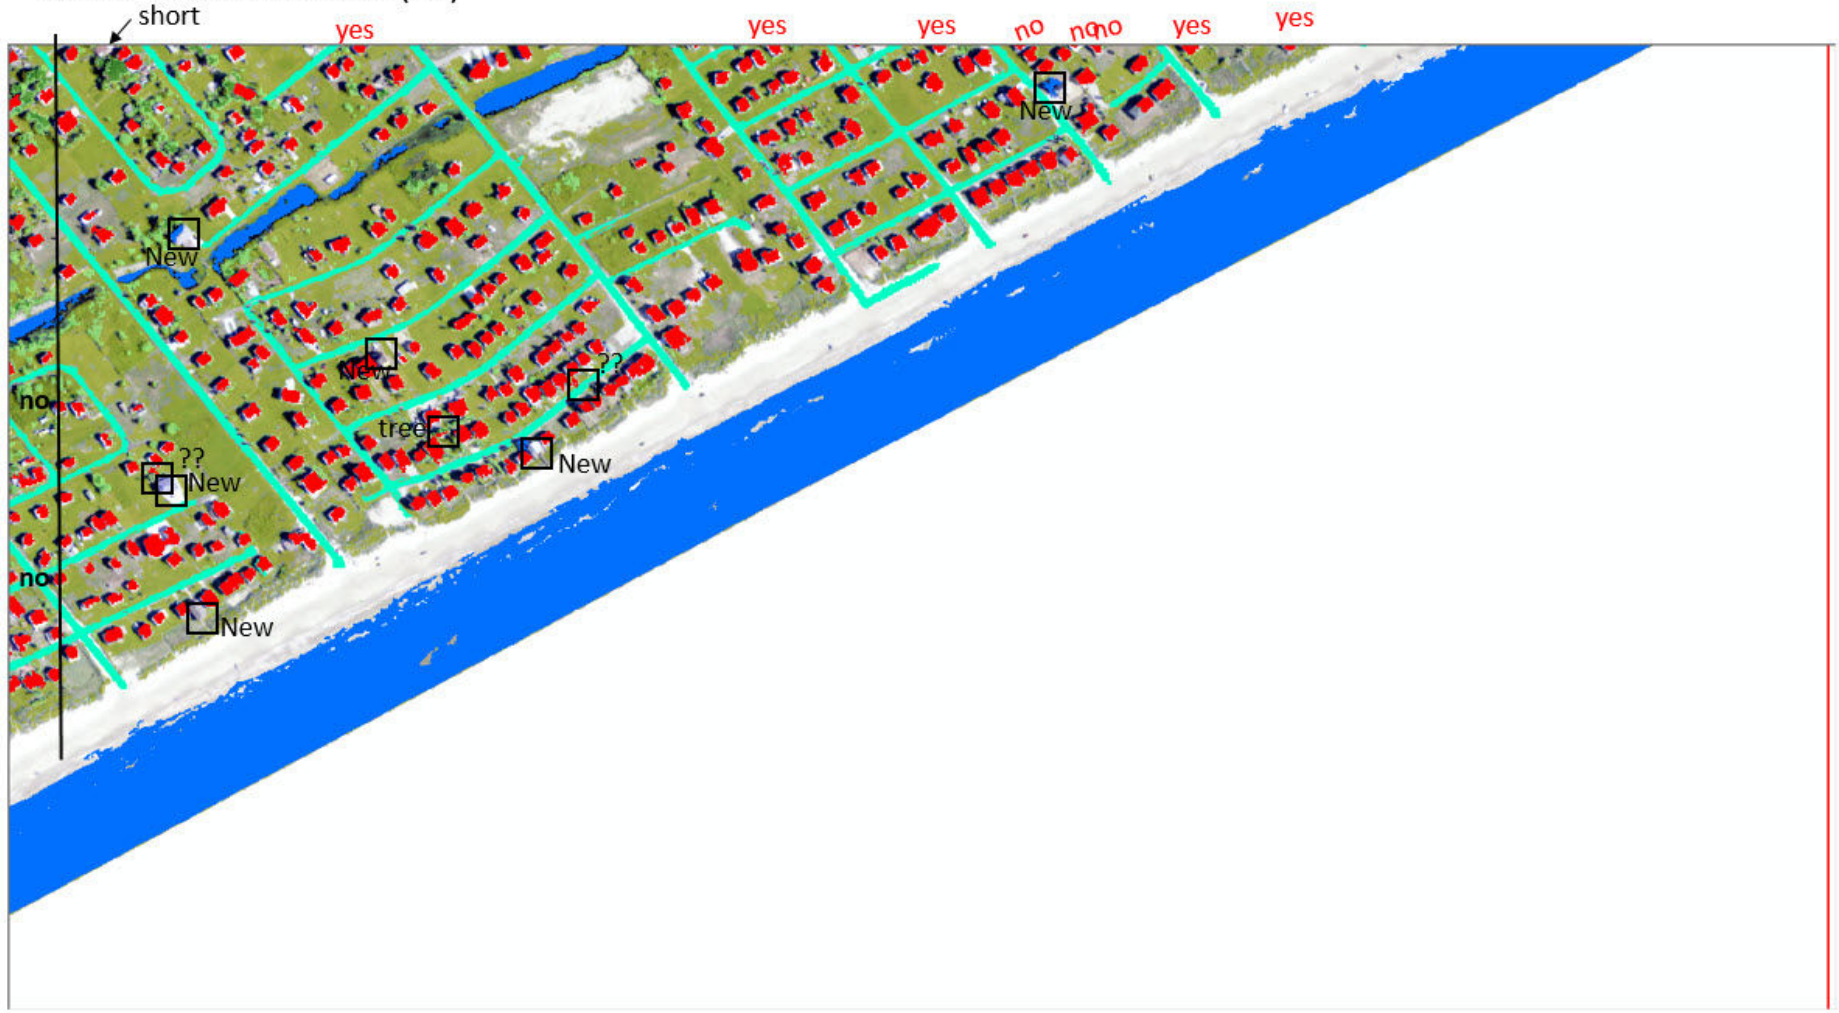 short
yes
yes
yes
no
no
no
yes
yes
New
New
New
??
no
tree
??
New
New
no
New